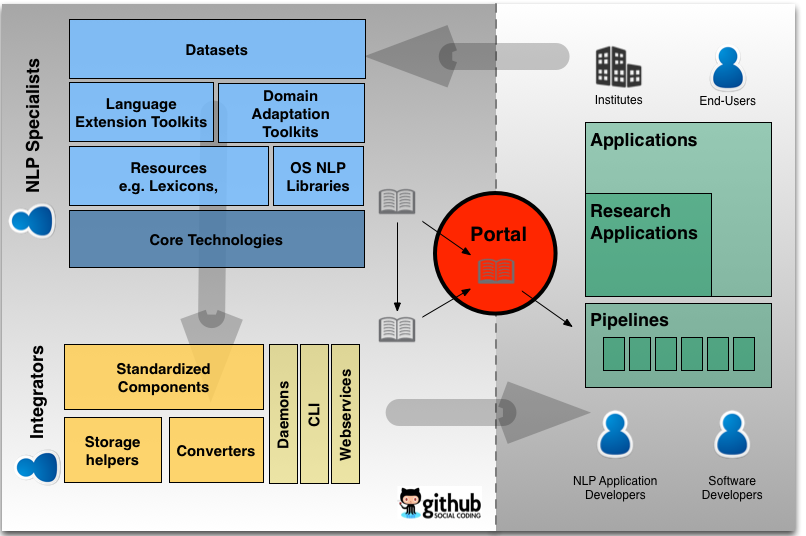 NLP Specialists
Datasets
Language
Extension Toolkits
Domain
Adaptation
Toolkits
Resources
e.g. Lexicons,
OS NLP
Libraries
Core Technologies
Integrators
Standardized
Components
Storage
helpers
Converters
Daemons
CLI
Webservices
github
SOCIAL CODING
Portal
Institutes
End-Users
Applications
Research
Applications
Pipelines
NLP Application
Developers
Software
Developers